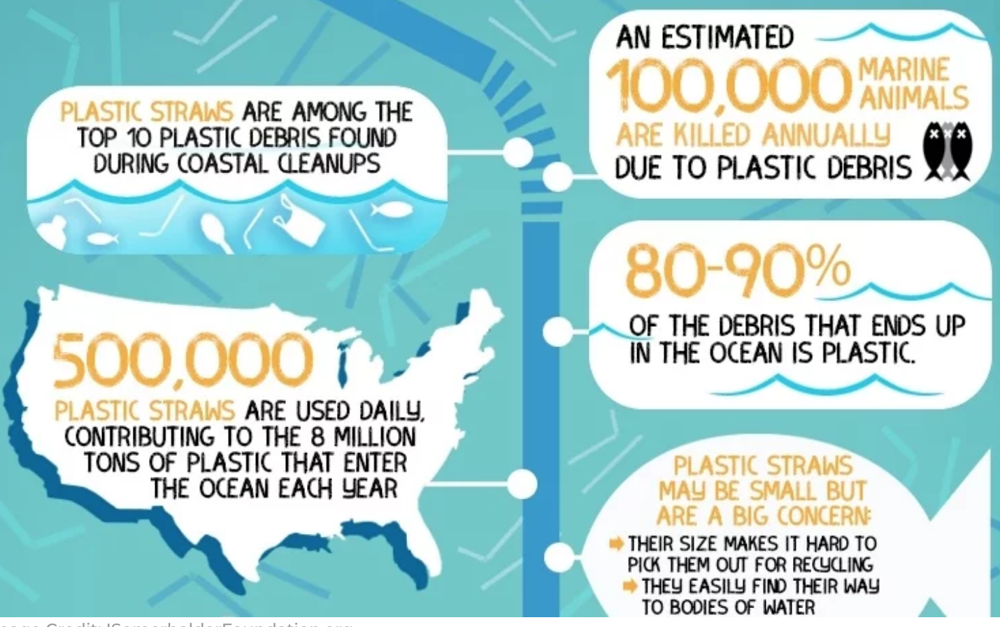 PLASTIC STRAWS ARE AMONG THE
TOP 10 PLASTIC DEBRIS FOUND
DURING COASTAL CLEANUPS
AN ESTIMATED
100,000 MARINE
ANIMALS
ARE KILLED ANNUALLY
DUE TO PLASTIC DEBRIS
80-90%
OF THE DEBRIS THAT ENDS UP
IN THE OCEAN IS PLASTIC.
500,000
PLASTIC STRAWS ARE USED DAILY,
CONTRIBUTING TO THE 8 MILLION
TONS OF PLASTIC THAT ENTER
THE OCEAN EACH YEAR
PLASTIC STRAWS
MAY BE SMALL BUT
ARE A BIG CONCERN:
THEIR SIZE MAKES IT HARD TO
PICK THEM OUT FOR RECYCLING
THEY EASILY FIND THEIR WAY
TO BODIES OF WATER